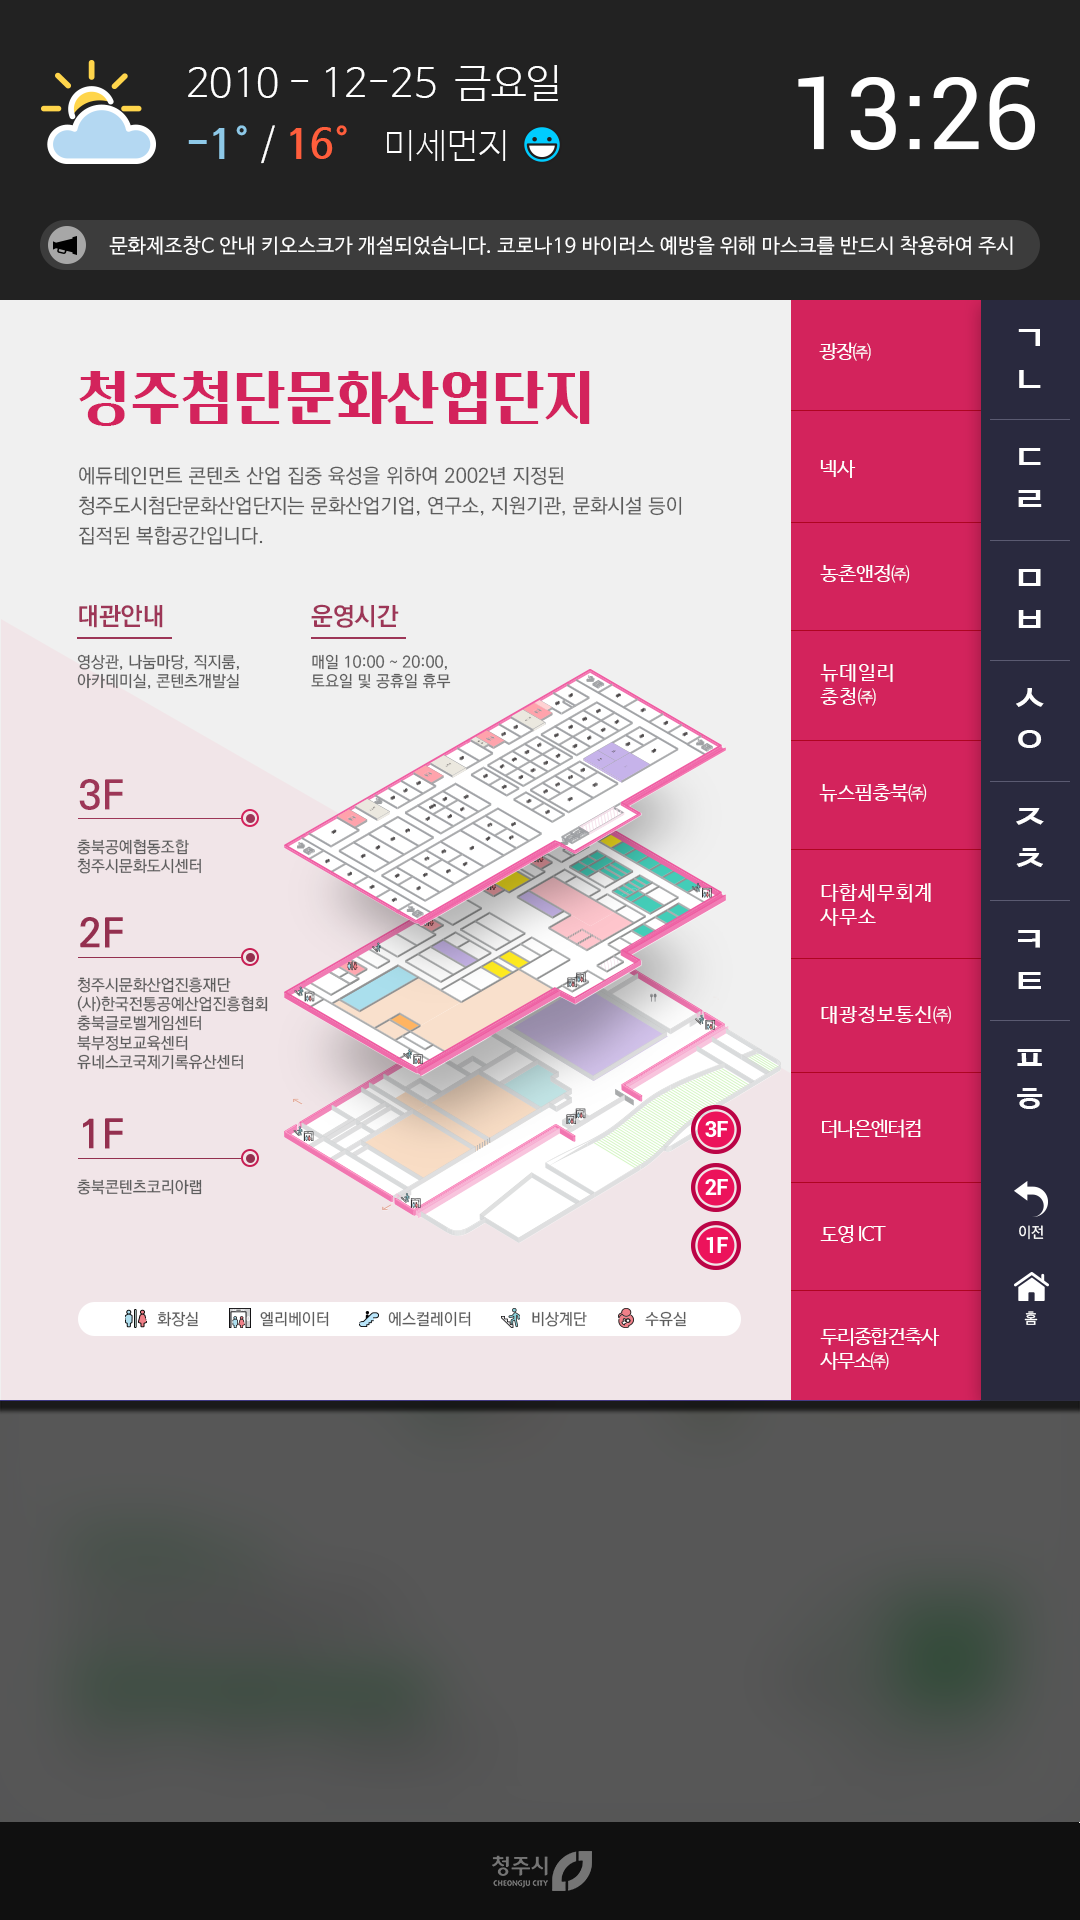 2010 - 12-25 금요일
-1° / 16° 미세먼지
13:26
문화제조창C 안내 키오스크가 개설되었습니다. 코로나19 바이러스 예방을 위해 마스크를 반드시 착용하여 주시
청주첨단문화산업단지
에듀테인먼트 콘텐츠 산업 집중 육성을 위하여 2002년 지정된
청주도시첨단문화산업단지는 문화산업기업, 연구소, 지원기관, 문화시설 등이
집적된 복합공간입니다.
대관안내
영상관, 나눔마당, 직지룸,
아카데미실, 콘텐츠개발실
운영시간
매일 10:00 ~ 20:00,
토요일 및 공휴일 휴무
3F
충북공예협동조합
청주시문화도시센터
2F
청주시문화산업진흥재단
(사)한국전통공예산업진흥협회
충북글로벌게임센터
북부정보교육센터
유네스코국제기록유산센터
1F
충북콘텐츠코리아랩
3F
2F
1F
화장실 엘리베이터 에스컬레이터 비상계단 수유실
광장㈜
넥사
농촌앤정㈜
뉴데일리
충청㈜
뉴스핌충북㈜
다함세무회계
사무소
대광정보통신㈜
더나은엔터컴
도영 ICT
두리종합건축사
사무소㈜
ㄱ
ㄴ
ㄷ
ㄹ
ㅁ
ㅂ
ㅅ
ㅇ
ㅈ
ㅊ
ㅋ
ㅌ
ㅍ
ㅎ
이전
홈
청주시
CHEONGJU CITY